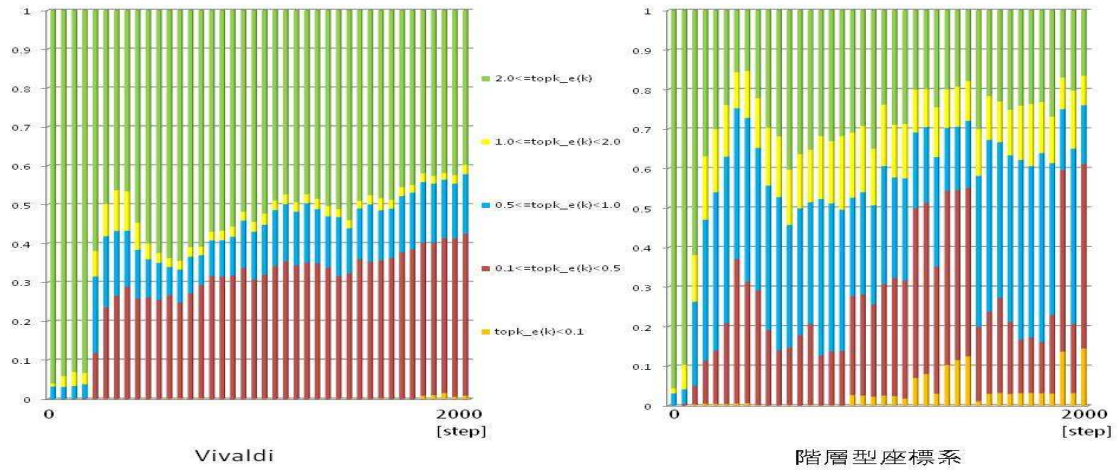 1
0.9
0.8
0.7
0.6
0.5
0.4
0.3
0.2
0.1
0
0
2000
[step]
Vivaldi
2.0<=topk_e(k)
1.0<=topk_e(k)<2.0
0.5<=topk_e(k)<1.0
0.1<=topk_e(k)<0.5
topk_e(k)<0.1
1
0.9
0.8
0.7
0.6
0.5
0.4
0.3
0.2
0.1
0
0
2000
[step]
階層型座標系